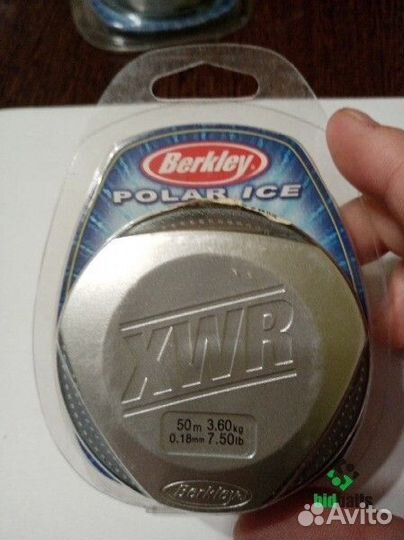 Berkley
POLAR ICE
XWR
50m 3.60kg
0.18mm 7.50lb
Berkley
Avito